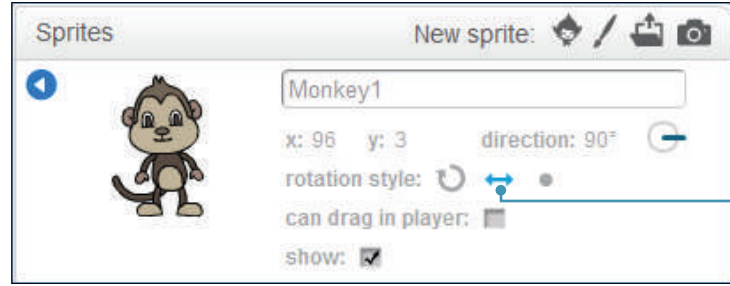 Sprites New sprite:
Monkey1
x: 96 y: 3 direction: 90°
rotation style:
can drag in player:
show: